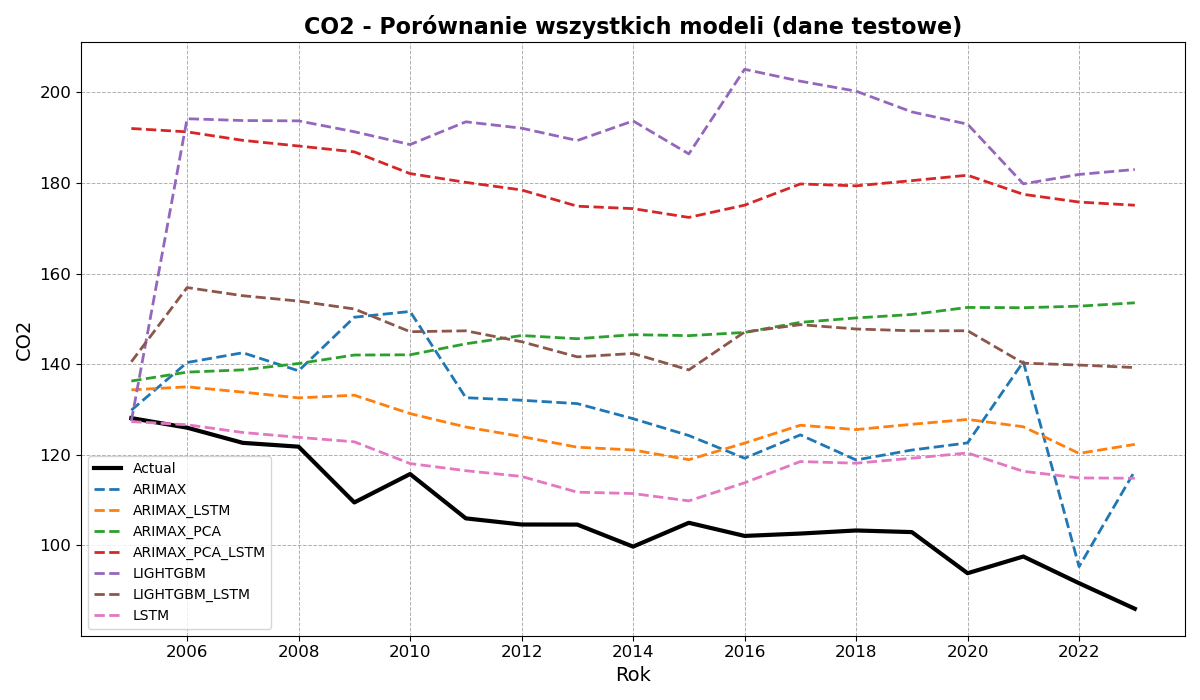 CO2 - Porównanie wszystkich modeli (dane testowe)
CO2
200
180
160
140
120
100
Actual
ARIMAX
ARIMAX_LSTM
ARIMAX_PCA
ARIMAX_PCA_LSTM
LIGHTGBM
LIGHTGBM_LSTM
LSTM
2006 2008 2010 2012 2014 2016 2018 2020 2022
Rok